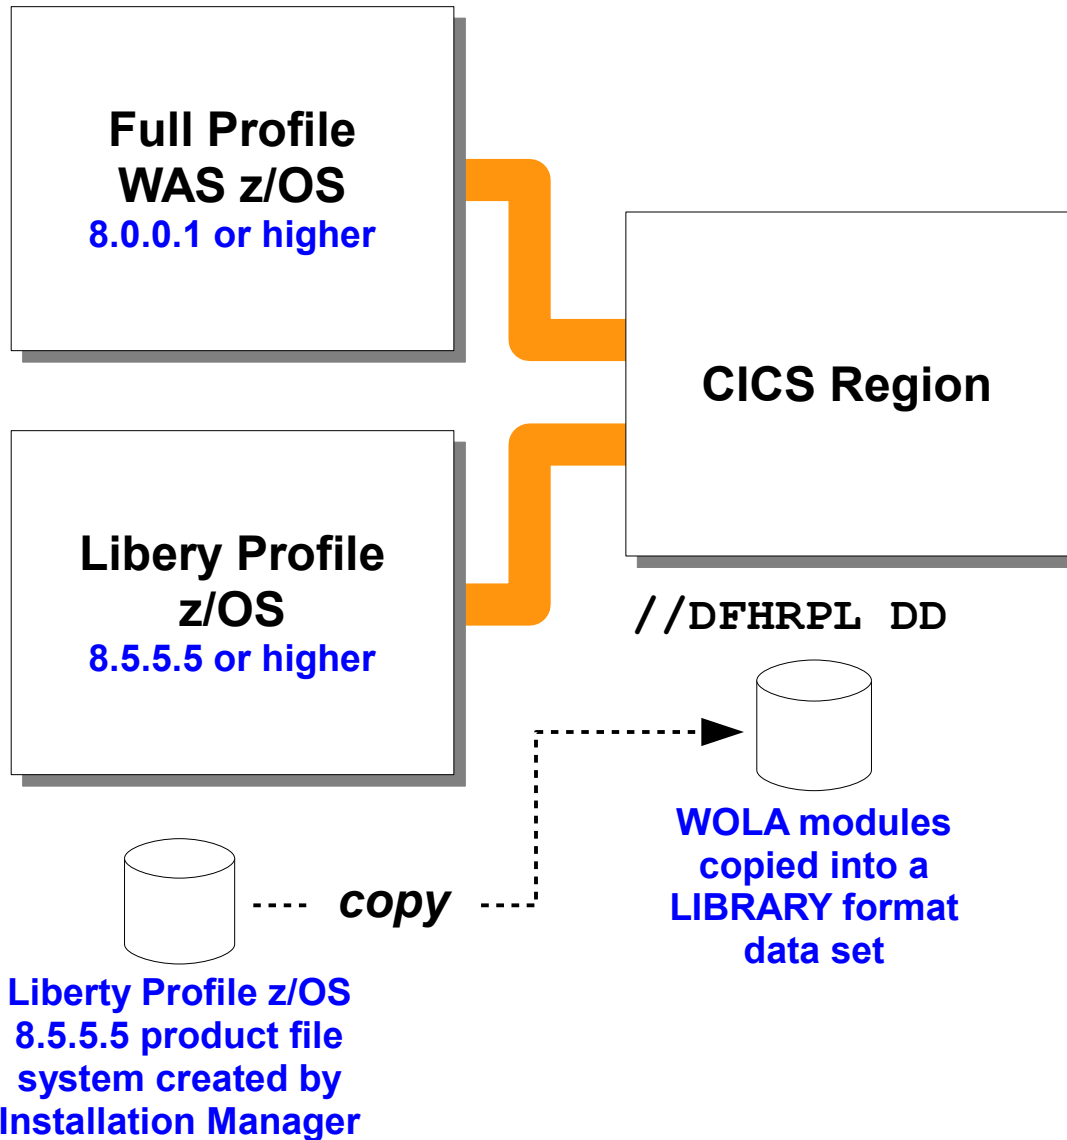 Full Profile
WAS z/OS
8.0.0.1 or higher
CICS Region
Libery Profile
z/OS
8.5.5.5 or higher
//DFHRPL DD
copy
WOLA modules
copied into a
LIBRARY format
data set
Liberty Profile z/OS
8.5.5.5 product file
system created by
Installation Manager